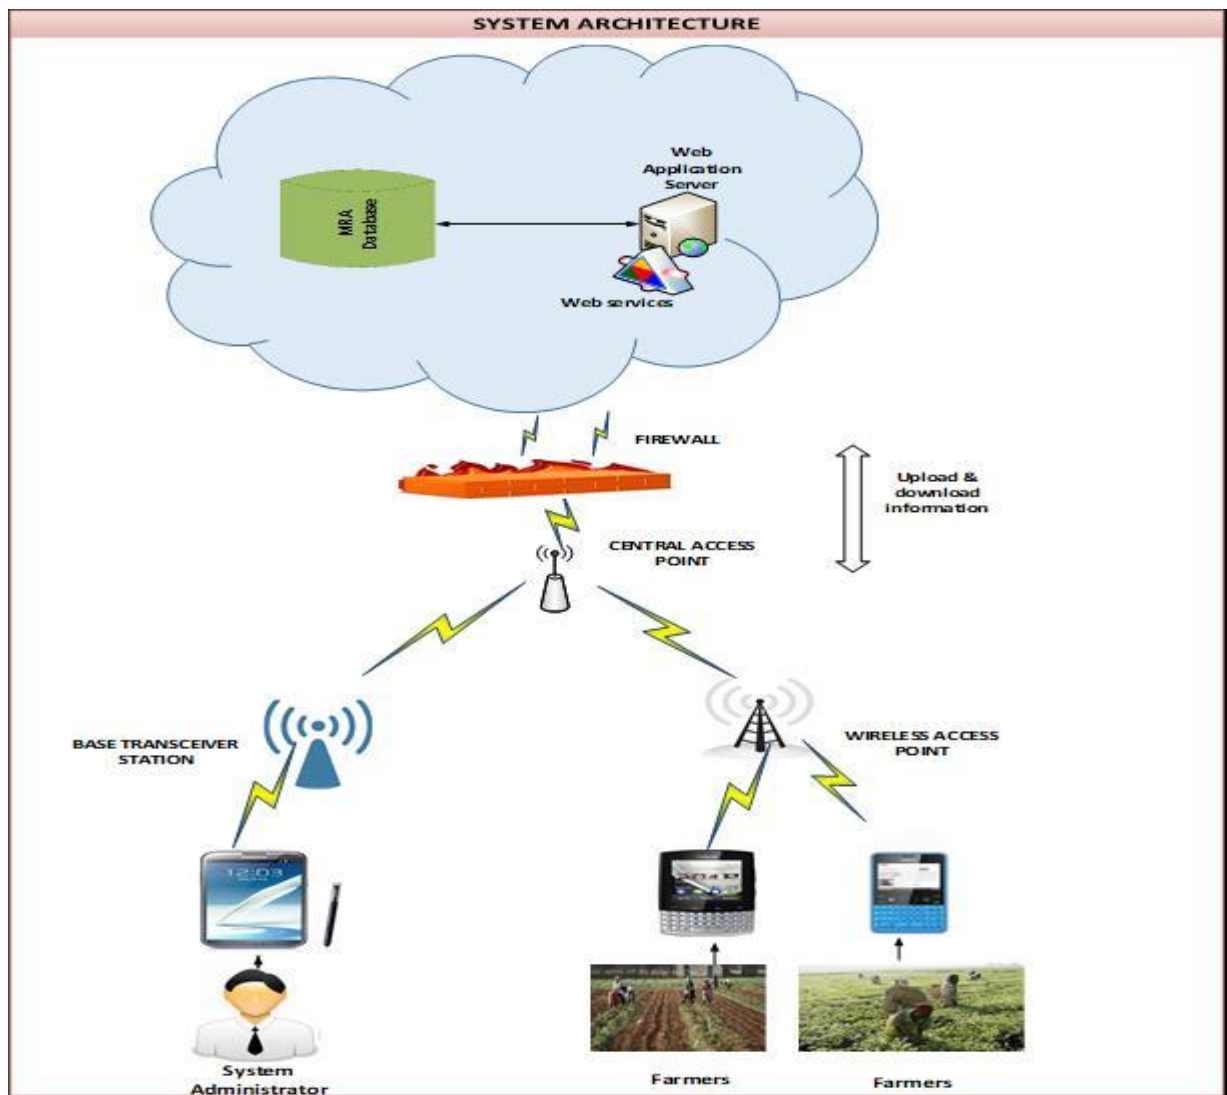 SYSTEM ARCHITECTURE
Web
Application
Server
MRA
Database
Web services
FIREWALL
Upload &
download
information
CENTRAL ACCESS
POINT
BASE TRANSCEIVER
STATION
WIRELESS ACCESS
POINT
12:03
System
Administrator
Farmers
Farmers